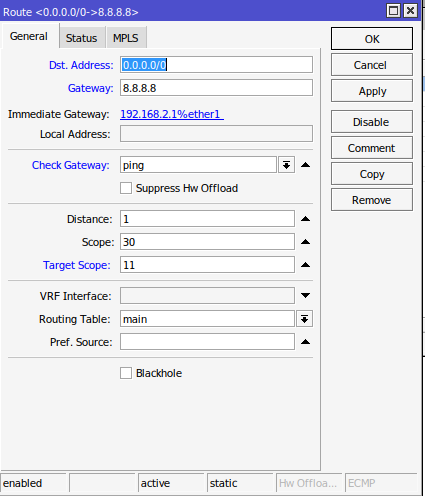 Route <0.0.0.0/0->8.8.8.8>
General Status MPLS
Dst. Address: 0.0.0.0/0
Gateway: 8.8.8.8
Immediate Gateway: 192.168.2.1%ether1
Local Address:
Check Gateway: ping
Suppress Hw Offload
Distance: 1
Scope: 30
Target Scope: 11
VRF Interface:
Routing Table: main
Pref. Source:
Blackhole
OK
Cancel
Apply
Disable
Comment
Copy
Remove
enabled active static Hw Offloa... ECMP